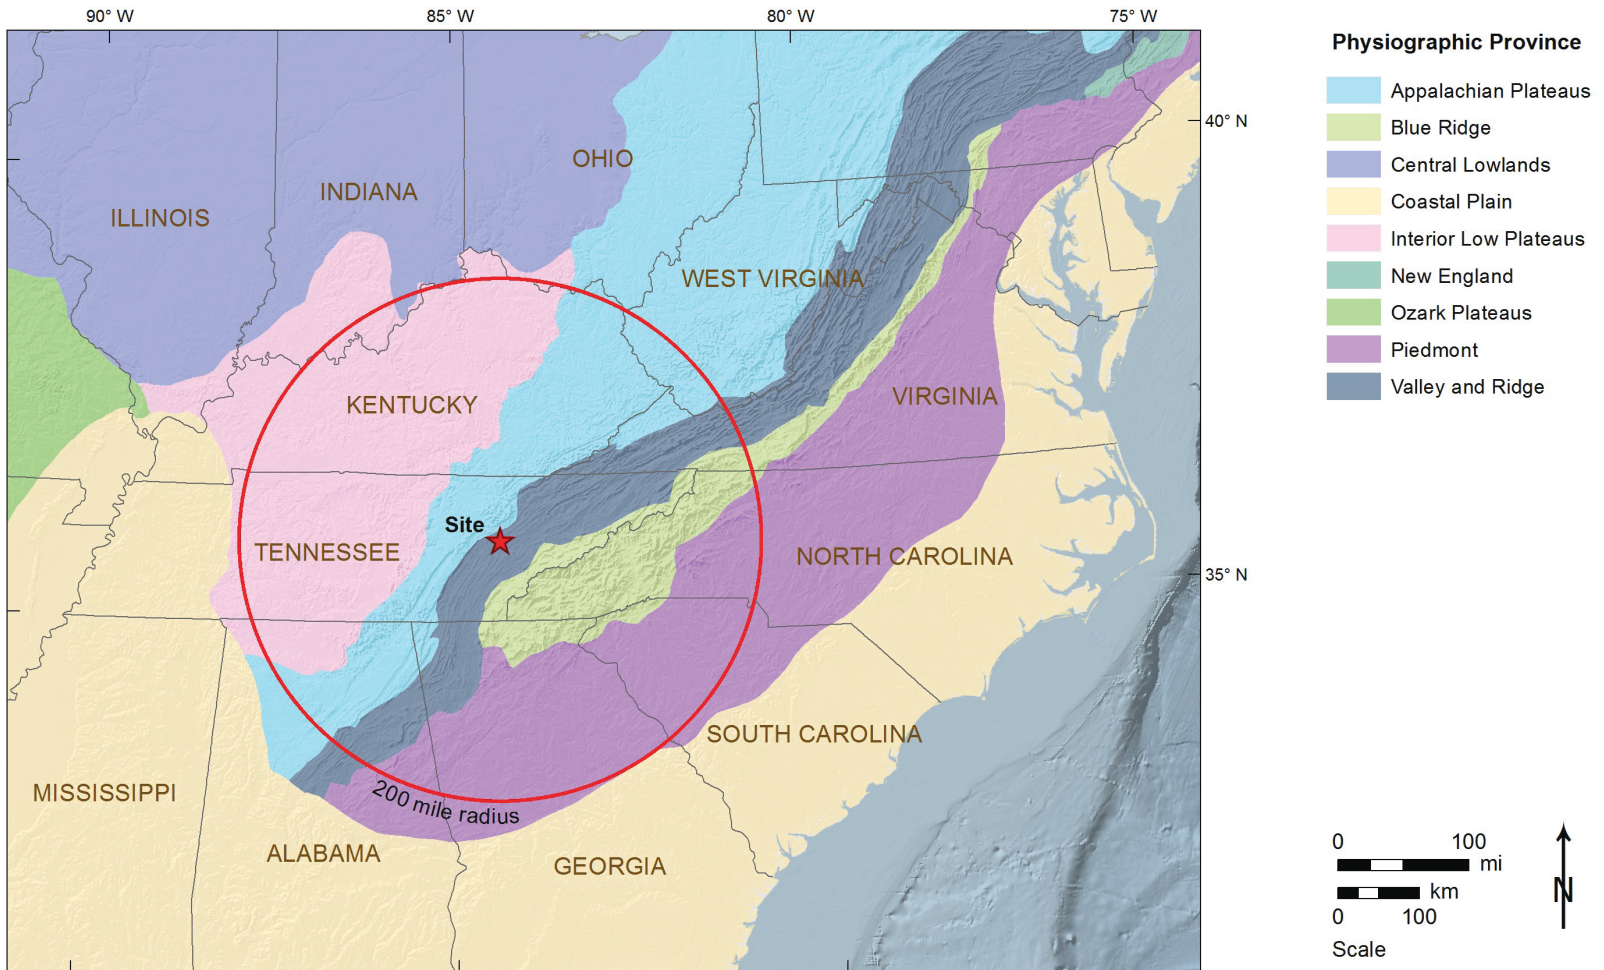 90° W
85° W
80° W
75° W
40° N
35° N
OHIO
INDIANA
ILLINOIS
WEST VIRGINIA
KENTUCKY
VIRGINIA
Site
TENNESSEE
NORTH CAROLINA
SOUTH CAROLINA
MISSISSIPPI
200 mile radius
ALABAMA
GEORGIA
Physiographic Province
Appalachian Plateaus
Blue Ridge
Central Lowlands
Coastal Plain
Interior Low Plateaus
New England
Ozark Plateaus
Piedmont
Valley and Ridge
0 100
mi
km
0 100
Scale
N